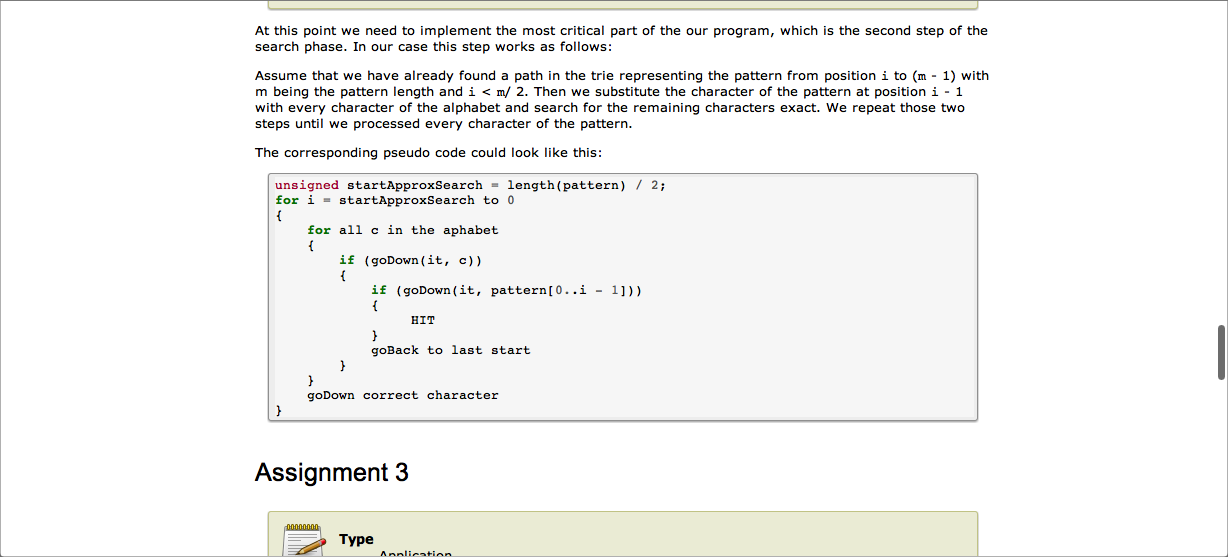 At this point we need to implement the most critical part of the our program, which is the second step of the
search phase. In our case this step works as follows:
Assume that we have already found a path in the trie representing the pattern from position i to (m - 1) with
m being the pattern length and i < m/ 2. Then we substitute the character of the pattern at position i - 1
with every character of the alphabet and search for the remaining characters exact. We repeat those two
steps until we processed every character of the pattern.
The corresponding pseudo code could look like this:
unsigned startApproxSearch = length(pattern) / 2;
for i = startApproxSearch to 0
{
    for all c in the aphabet
    {
        if (goDown(it, c))
        {
            if (goDown(it, pattern[0..i - 1]))
            {
                 HIT
            }
            goBack to last start
        }
    }
    goDown correct character
}
Assignment 3
Type
Application